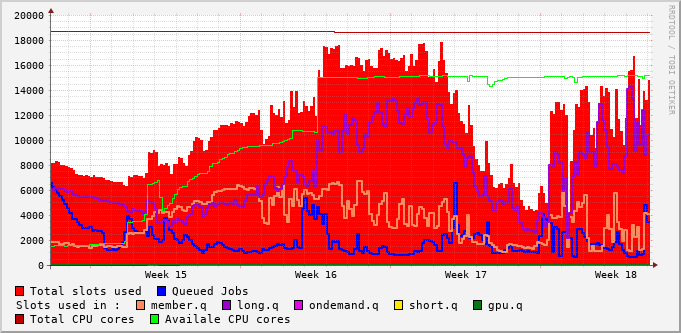 20000
18000
16000
14000
12000
10000
8000
6000
4000
2000
0
Week 15 Week 16 Week 17 Week 18
RRDTOOL / TOBI OETIKER
Total slots used Queued Jobs
Slots used in : member.q long.q ondemand.q short.q gpu.q
Total CPU cores Availale CPU cores